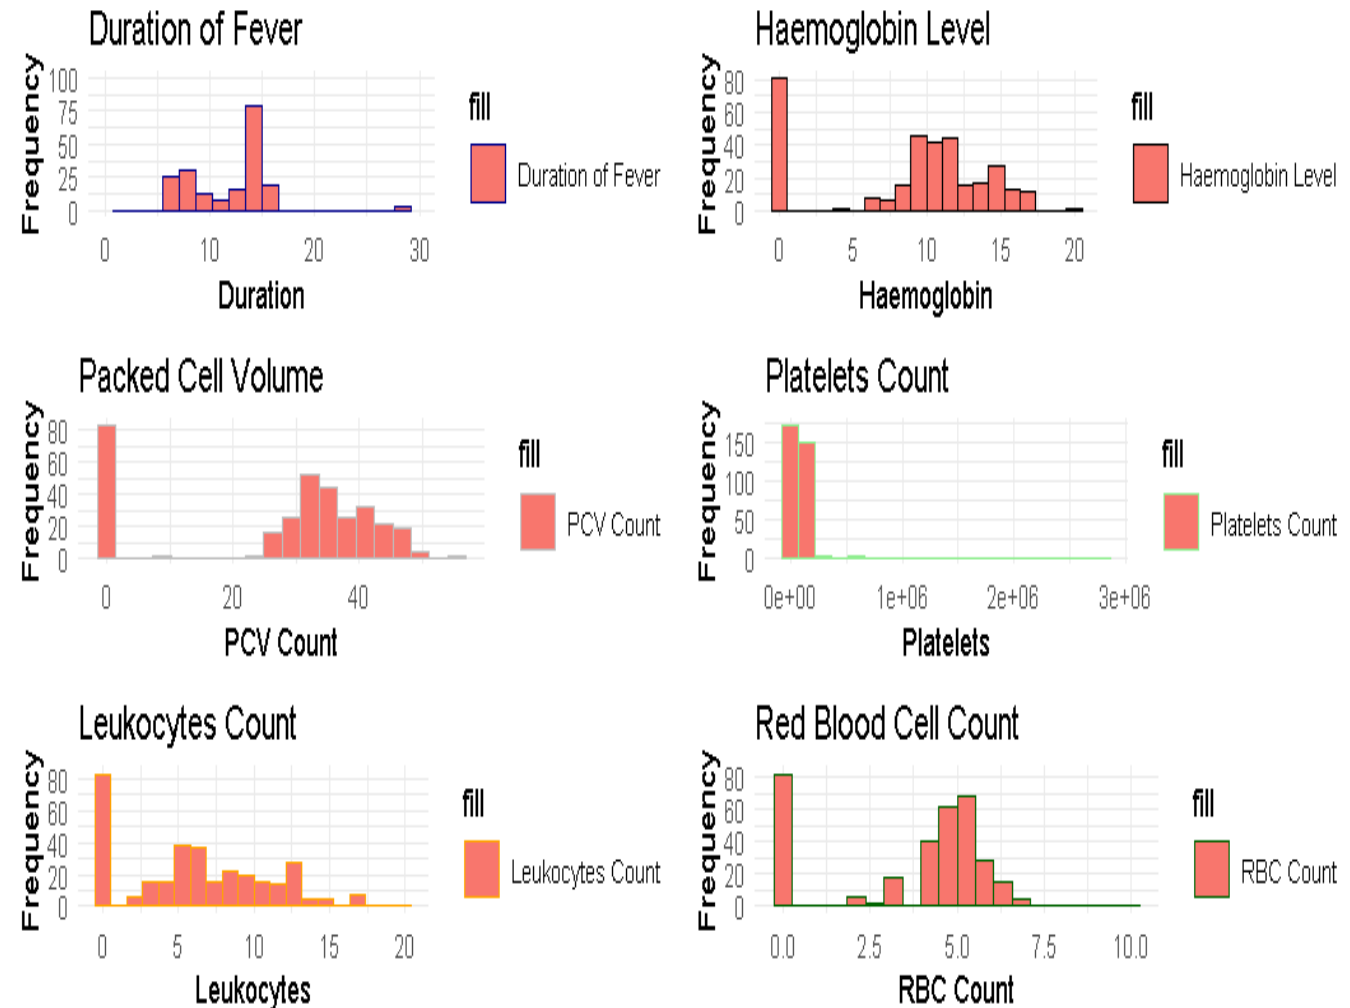 Duration of Fever
Frequency
100
75
50
25
0
0 10 20 30
Duration
fill
Duration of Fever
Haemoglobin Level
Frequency
80
60
40
20
0
0 5 10 15 20
Haemoglobin
fill
Haemoglobin Level
Packed Cell Volume
Frequency
80
60
40
20
0
0 20 40
PCV Count
fill
PCV Count
Platelets Count
Frequency
150
100
50
0
0e+00 1e+06 2e+06 3e+06
Platelets
fill
Platelets Count
Leukocytes Count
Frequency
80
60
40
20
0
0 5 10 15 20
Leukocytes
fill
Leukocytes Count
Red Blood Cell Count
Frequency
80
60
40
20
0
0.0 2.5 5.0 7.5 10.0
RBC Count
fill
RBC Count